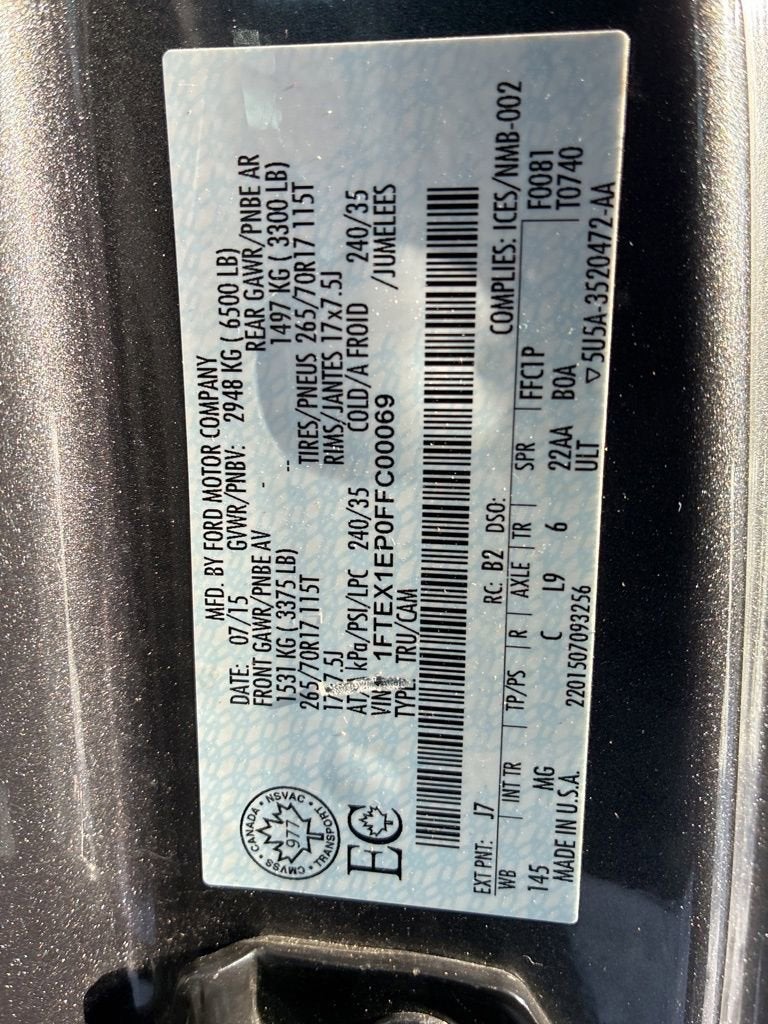 MFD. BY FORD MOTOR COMPANY
DATE: 07/15 GVWR/PNBV: 2948 KG ( 6500 LB)
FRONT GAWR/PNBE AV REAR GAWR/PNBE AR
1531 KG ( 3375 LB) 1497 KG ( 3300 LB)
265/70R17 115T TIRES/PNEUS 265/70R17 115T
17x7.5J RIMS/JANTES 17x7.5J
AT/À kPa/PSI/LPC 240/35 COLD/A FROID 240/35
VIN: 1FTEX1EP0FFC00069 /JUMELEES
TYPE: TRU/CAM
CANADA • NSVAC • TRANSPORT • CMVSS •
977
EC
COMPLIES: ICES/NMB-002
EXT PNT: J7 RC: B2 DSO:
WB | INT TR | TP/PS | R | AXLE | TR | SPR | FFC1P F0081
145 MG C L9 6 22AA BOA T0740
MADE IN U.S.A. 2201507093256 ULT ▽5U5A-3520472-AA